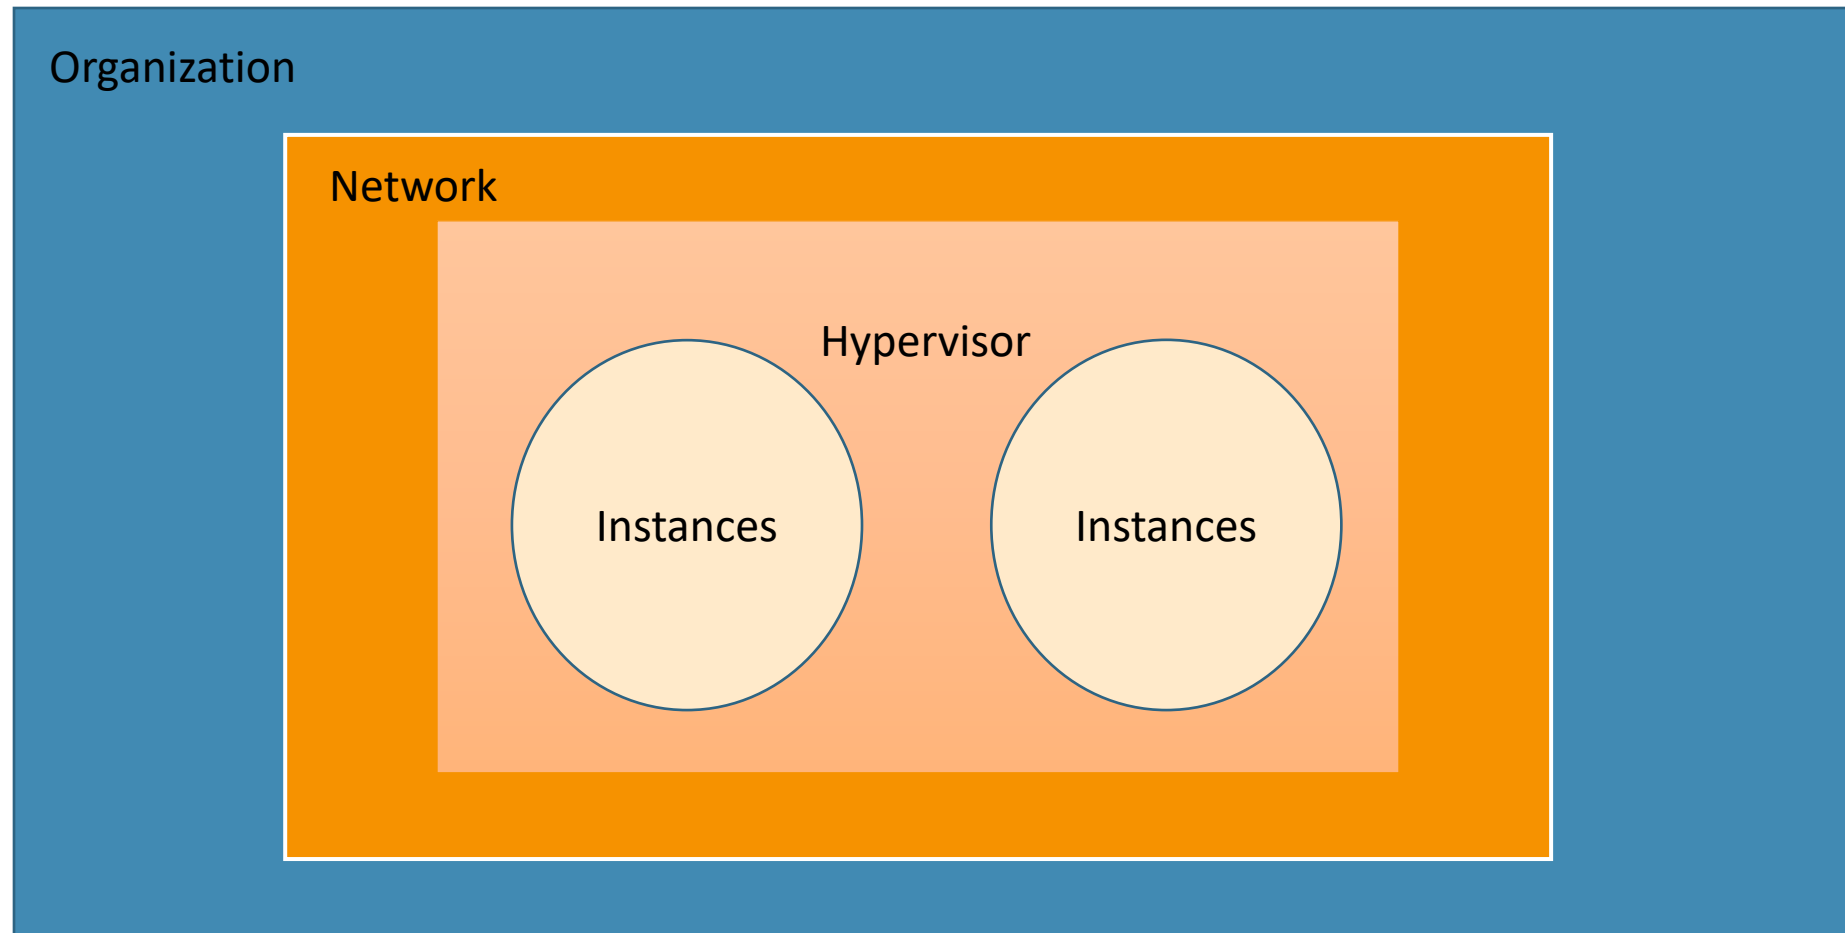 Organization
Network
Hypervisor
Instances
Instances